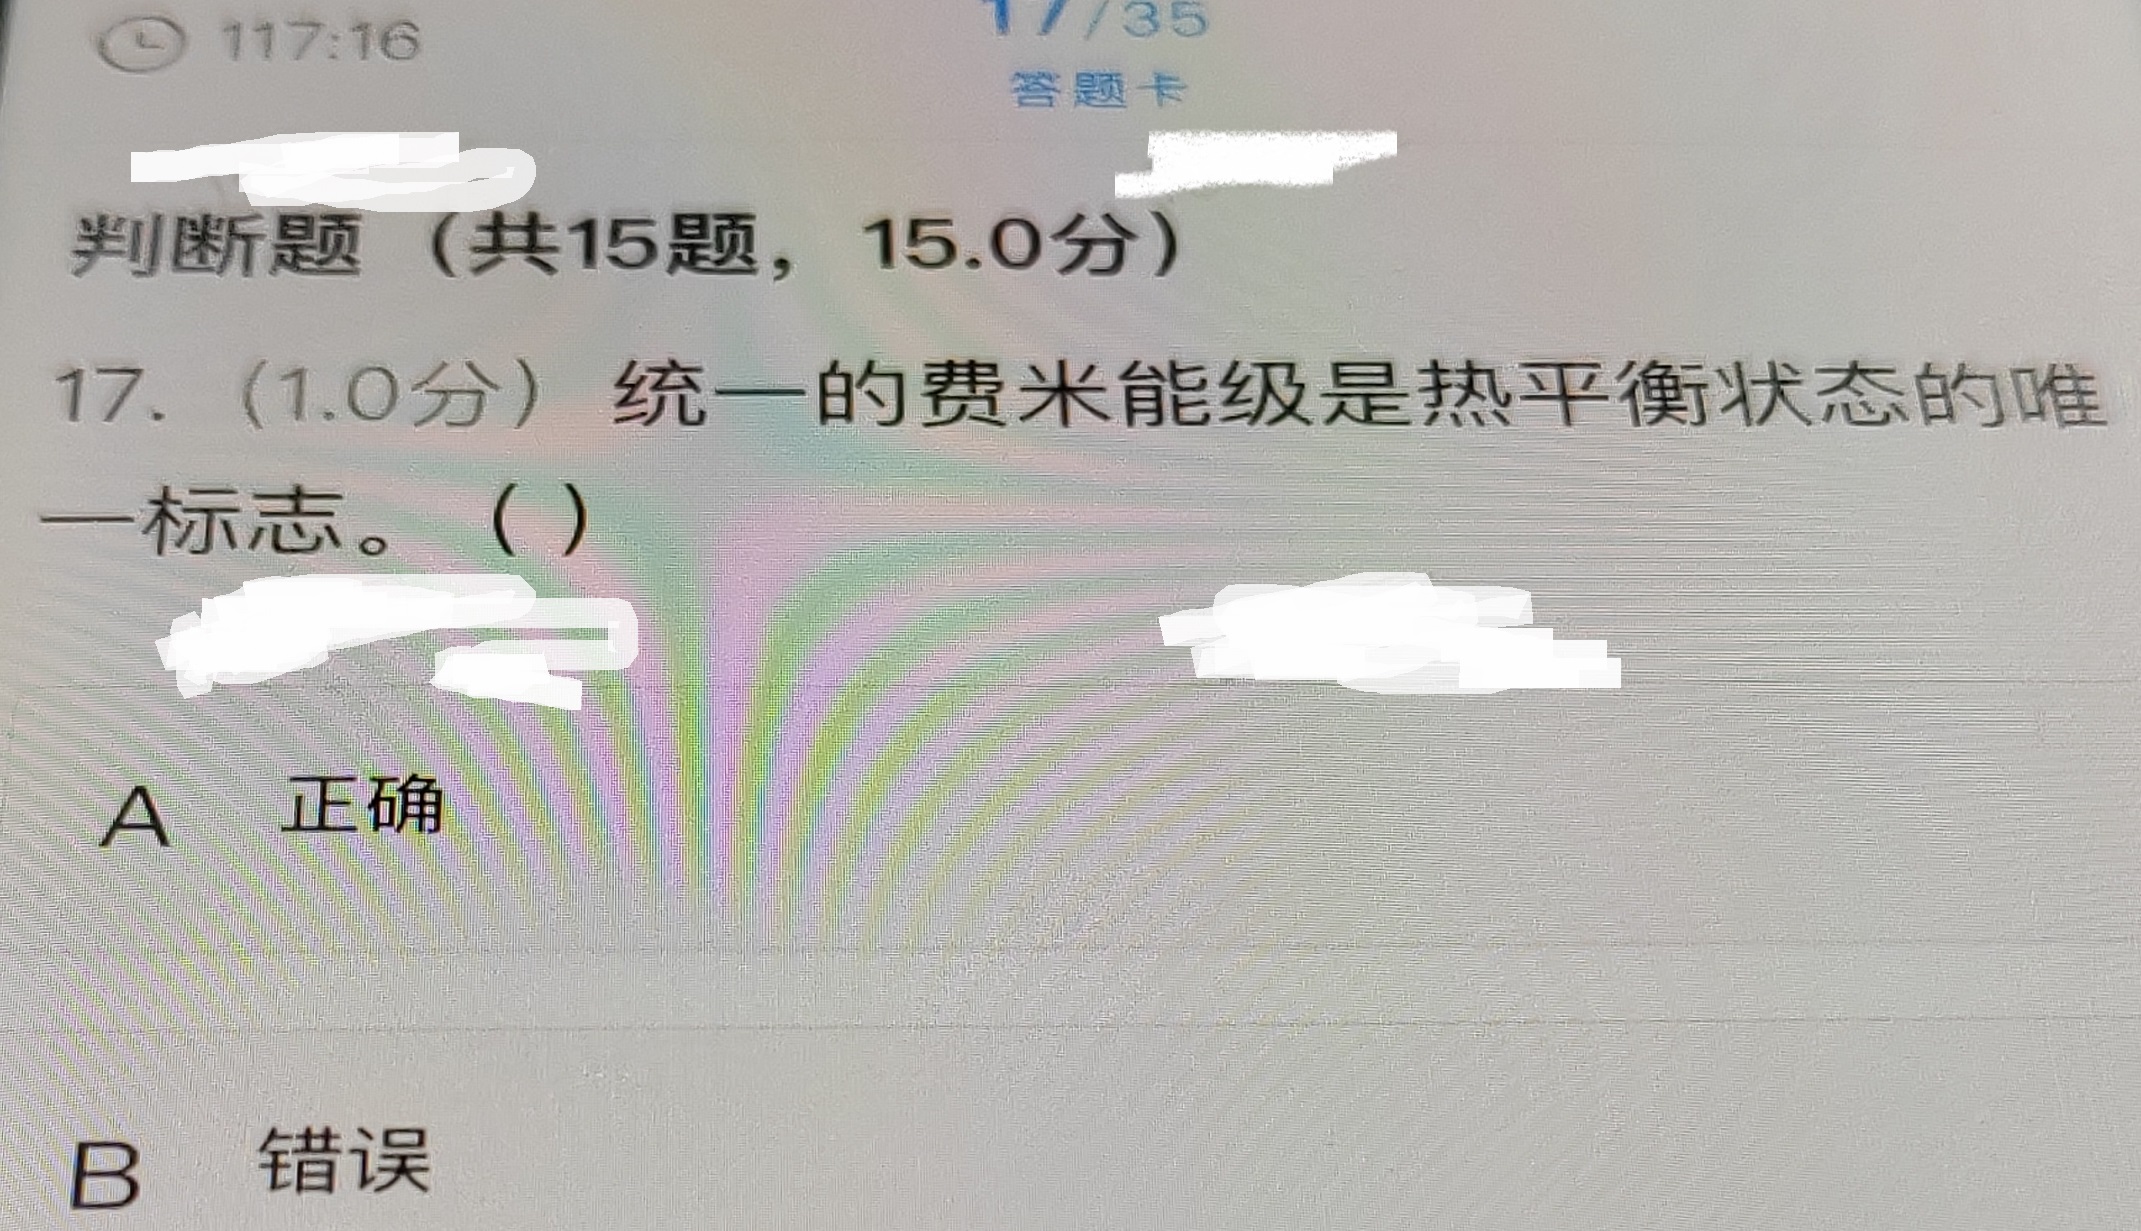 117:16
17/35
答题卡
判断题（共15题，15.0分）
17.（1.0分）统一的费米能级是热平衡状态的唯
一标志。（ ）
A 正确
B 错误